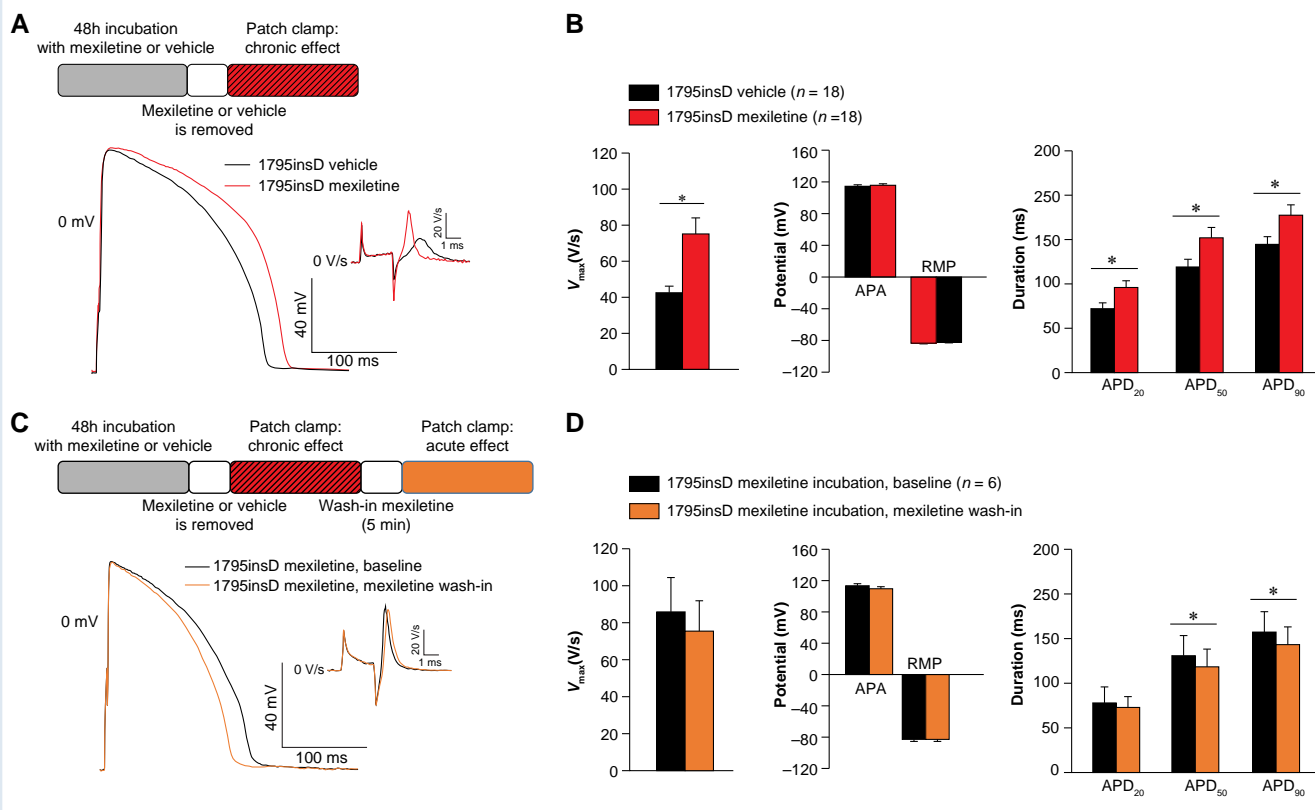 A
48h incubation
with mexiletine or vehicle
Patch clamp:
chronic effect
Mexiletine or vehicle
is removed
1795insD vehicle
1795insD mexiletine
0 mV
0 V/s
20 V/s
1 ms
40 mV
100 ms
B
1795insD vehicle (n = 18)
1795insD mexiletine (n =18)
120
100
80
60
40
20
0
Vmax(V/s)
*
160
120
80
40
0
−40
−80
−120
Potential (mV)
APA
RMP
200
250
150
100
50
0
Duration (ms)
*
*
*
APD20
APD50
APD90
C
48h incubation
with mexiletine or vehicle
Patch clamp:
chronic effect
Patch clamp:
acute effect
Mexiletine or vehicle
is removed
Wash-in mexiletine
(5 min)
1795insD mexiletine, baseline
1795insD mexiletine, mexiletine wash-in
0 mV
0 V/s
20 V/s
1 ms
40 mV
100 ms
D
1795insD mexiletine incubation, baseline (n = 6)
1795insD mexiletine incubation, mexiletine wash-in
120
100
80
60
40
20
0
Vmax(V/s)
160
120
80
40
0
−40
−80
−120
Potential (mV)
APA
RMP
200
250
150
100
50
0
Duration (ms)
*
*
APD20
APD50
APD90